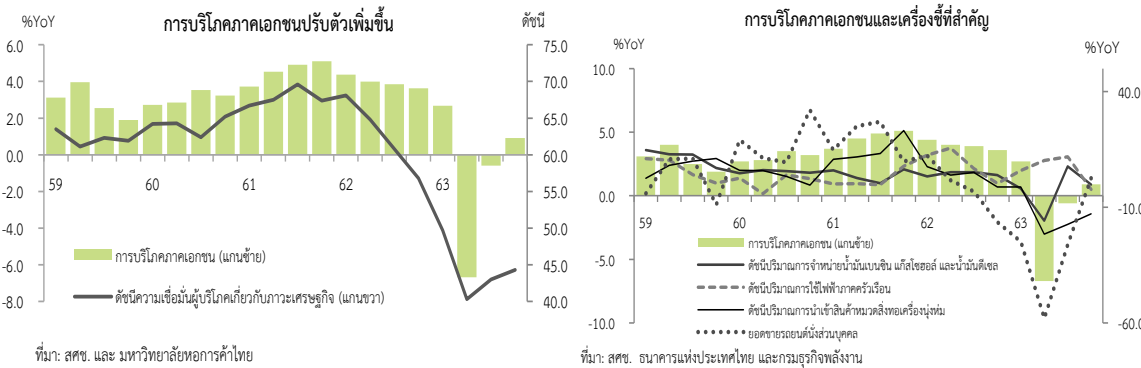 การบริโภคภาคเอกชนปรับตัวเพิ่มขึ้น
%YoY
ดัชนี
6.0
4.0
2.0
0.0
-2.0
-4.0
-6.0
-8.0
75.0
70.0
65.0
60.0
55.0
50.0
45.0
40.0
59 60 61 62 63
การบริโภคภาคเอกชน (แกนซ้าย)
ดัชนีความเชื่อมั่นผู้บริโภคเกี่ยวกับภาวะเศรษฐกิจ (แกนขวา)
ที่มา: สศช. และ มหาวิทยาลัยหอการค้าไทย
การบริโภคภาคเอกชนและเครื่องชี้ที่สำคัญ
%YoY
%YoY
10.0
5.0
0.0
-5.0
-10.0
40.0
-10.0
-60.0
59 60 61 62 63
การบริโภคภาคเอกชน (แกนซ้าย)
ดัชนีปริมาณการจำหน่ายน้ำมันเบนซิน แก๊สโซฮอล์ และน้ำมันดีเซล
ดัชนีปริมาณการใช้ไฟฟ้าภาคครัวเรือน
ดัชนีปริมาณการนำเข้าสินค้าหมวดสิ่งทอเครื่องนุ่งห่ม
ยอดขายรถยนต์นั่งส่วนบุคคล
ที่มา: สศช. ธนาคารแห่งประเทศไทย และกรมธุรกิจพลังงาน